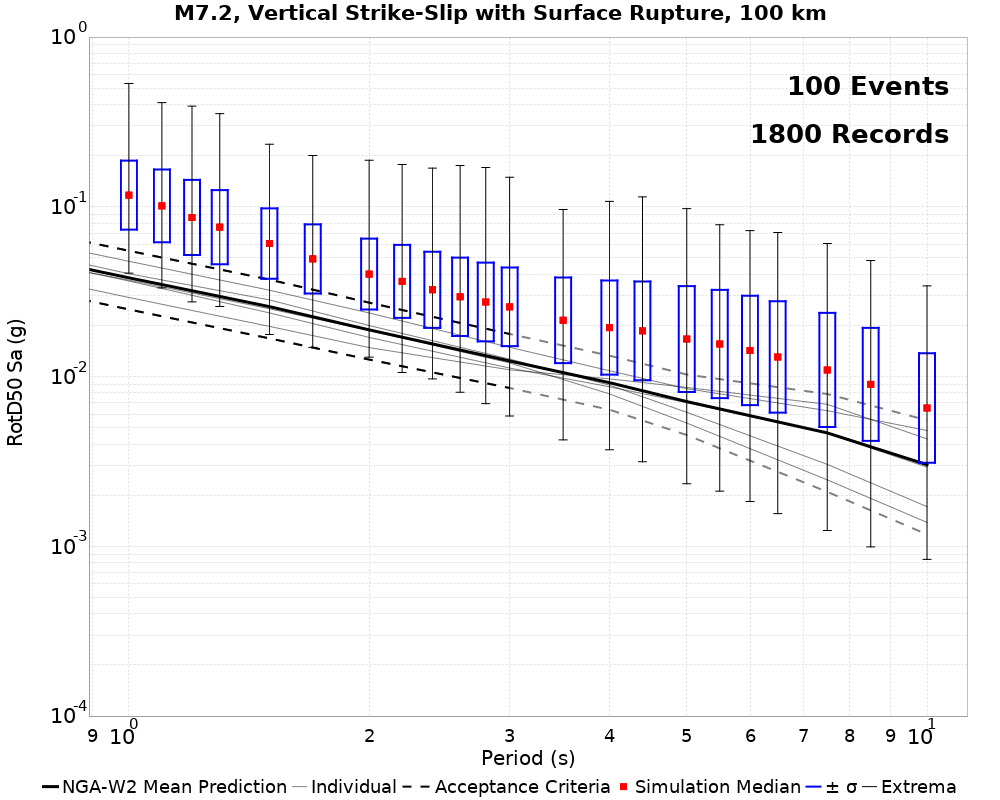 M7.2, Vertical Strike-Slip with Surface Rupture, 100 km
100 Events
1800 Records
RotD50 Sa (g)
10^0
10^-1
10^-2
10^-3
10^-4
9 10^0 2 3 4 5 6 7 8 9 10^1
Period (s)
NGA-W2 Mean Prediction Individual Acceptance Criteria Simulation Median ± σ Extrema